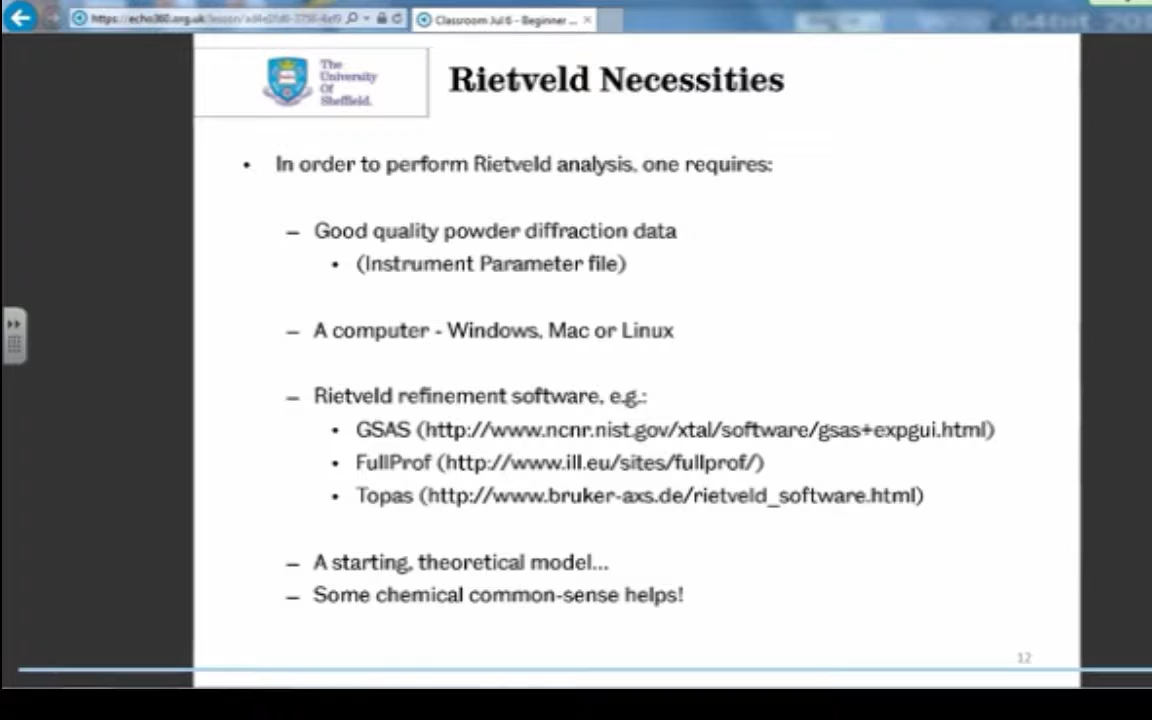 Classroom Jul 6 - Beginner ...
The
University
Of
Sheffield.
Rietveld Necessities
• In order to perform Rietveld analysis, one requires:
– Good quality powder diffraction data
• (Instrument Parameter file)
– A computer - Windows, Mac or Linux
– Rietveld refinement software, e.g.:
• GSAS (http://www.ncnr.nist.gov/xtal/software/gsas+expgui.html)
• FullProf (http://www.ill.eu/sites/fullprof/)
• Topas (http://www.bruker-axs.de/rietveld_software.html)
– A starting, theoretical model...
– Some chemical common-sense helps!
12